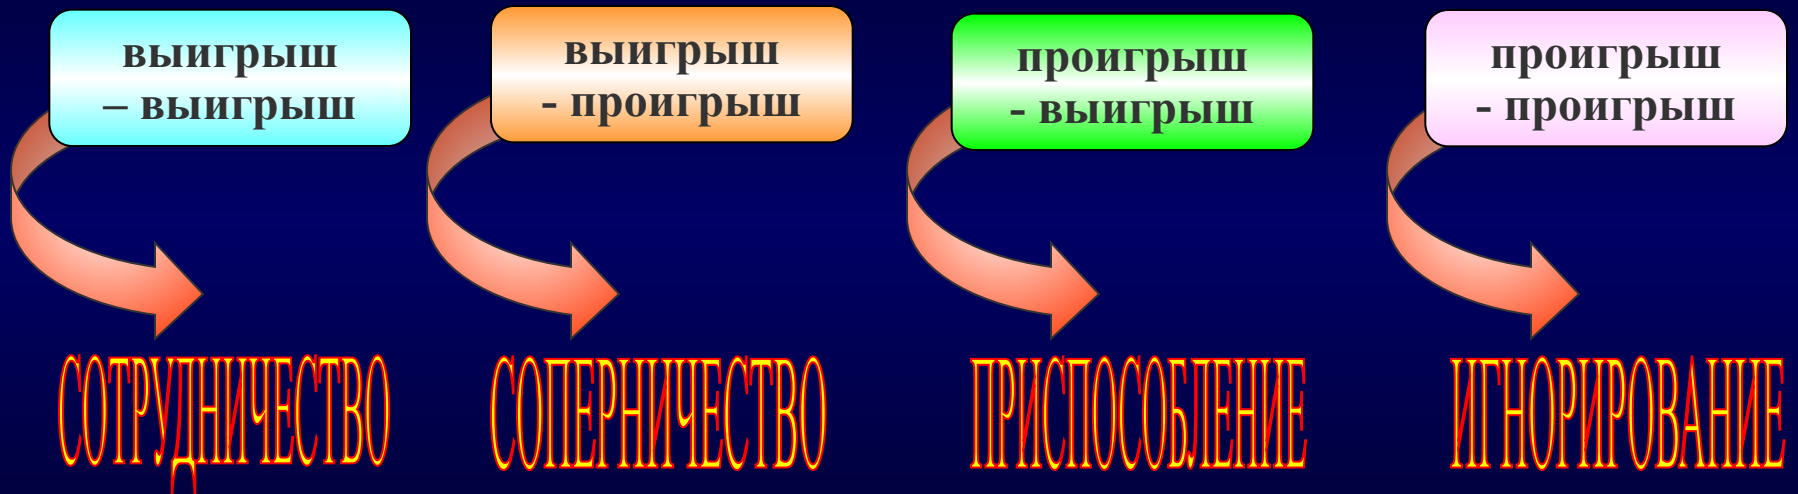 выигрыш
– выигрыш
выигрыш
- проигрыш
проигрыш
- выигрыш
проигрыш
- проигрыш
СОТРУДНИЧЕСТВО
СОПЕРНИЧЕСТВО
ПРИСПОСОБЛЕНИЕ
ИГНОРИРОВАНИЕ